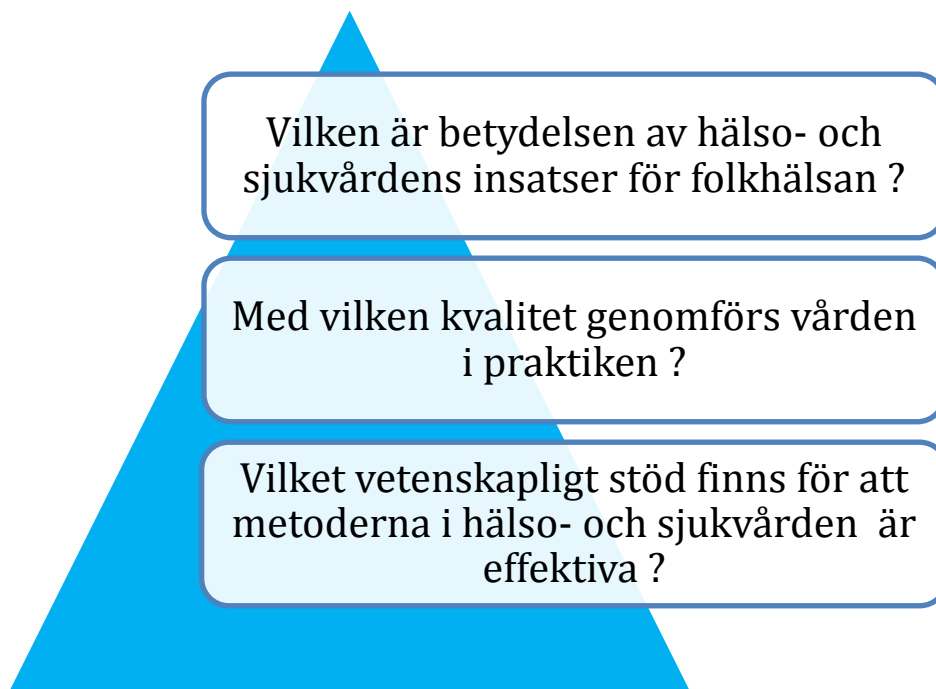 Vilken är betydelsen av hälso- och
sjukvårdens insatser för folkhälsan ?
Med vilken kvalitet genomförs vården
i praktiken ?
Vilket vetenskapligt stöd finns för att
metoderna i hälso- och sjukvården är
effektiva ?